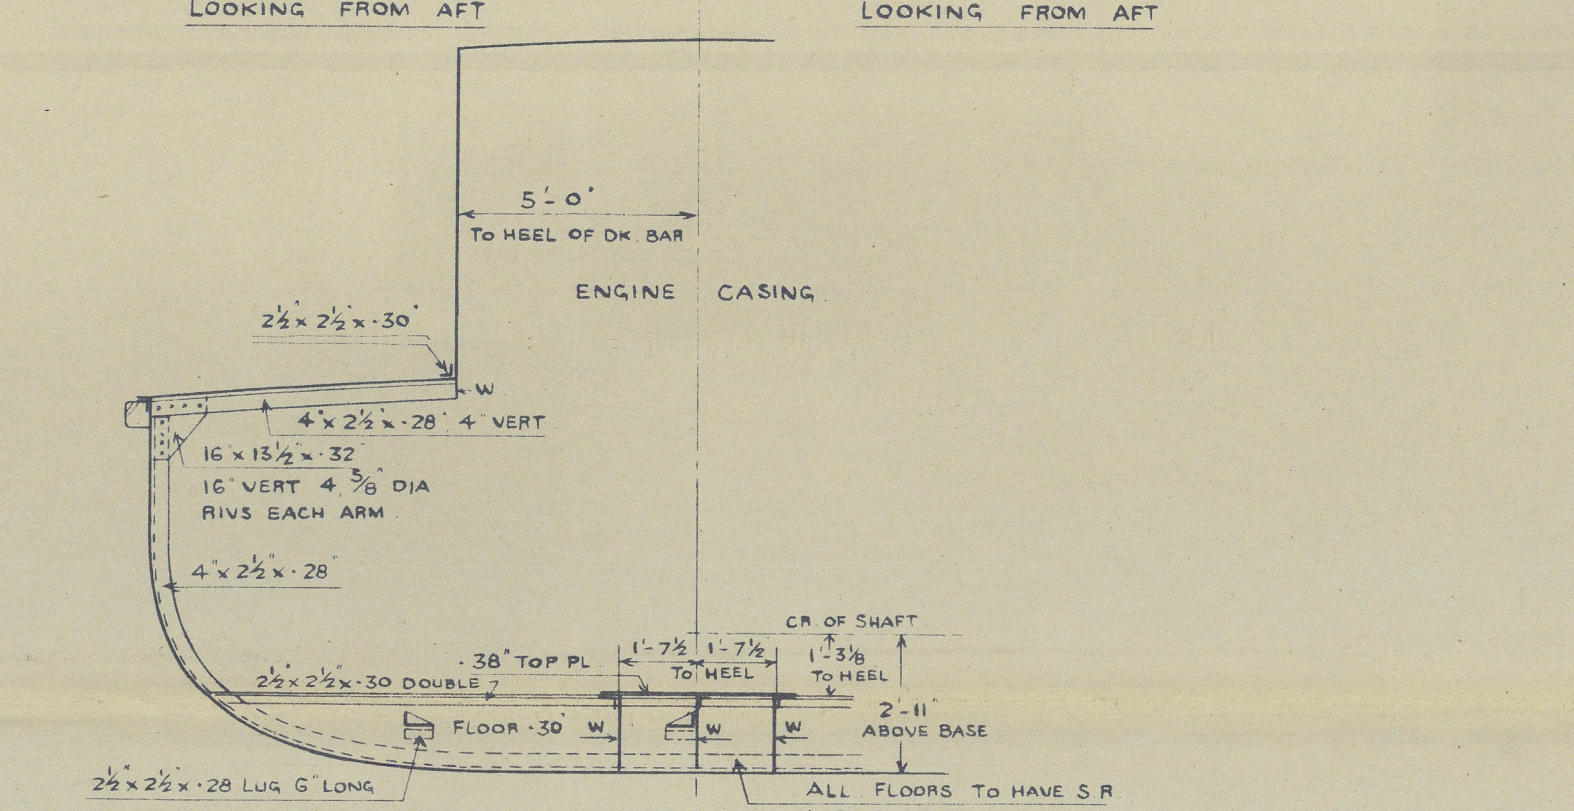 LOOKING FROM AFT
LOOKING FROM AFT
5'-0"
TO HEEL OF DK. BAR
ENGINE CASING
2½" x 2½" x ·30"
W
4" x 2½" x ·28" 4" VERT
16" x 13½" x ·32"
16" VERT 4, ⅝" DIA
RIVS EACH ARM
4" x 2½" x ·28"
CR. OF SHAFT
1'-7½ 1'-7½
TO HEEL
1'-3⅛
TO HEEL
·38" TOP PL
2½" x 2½" x ·30 DOUBLE
2'-11"
ABOVE BASE
FLOOR ·30" W W W
2½" x 2½" x ·28 LUG 6" LONG
ALL FLOORS TO HAVE S.R.